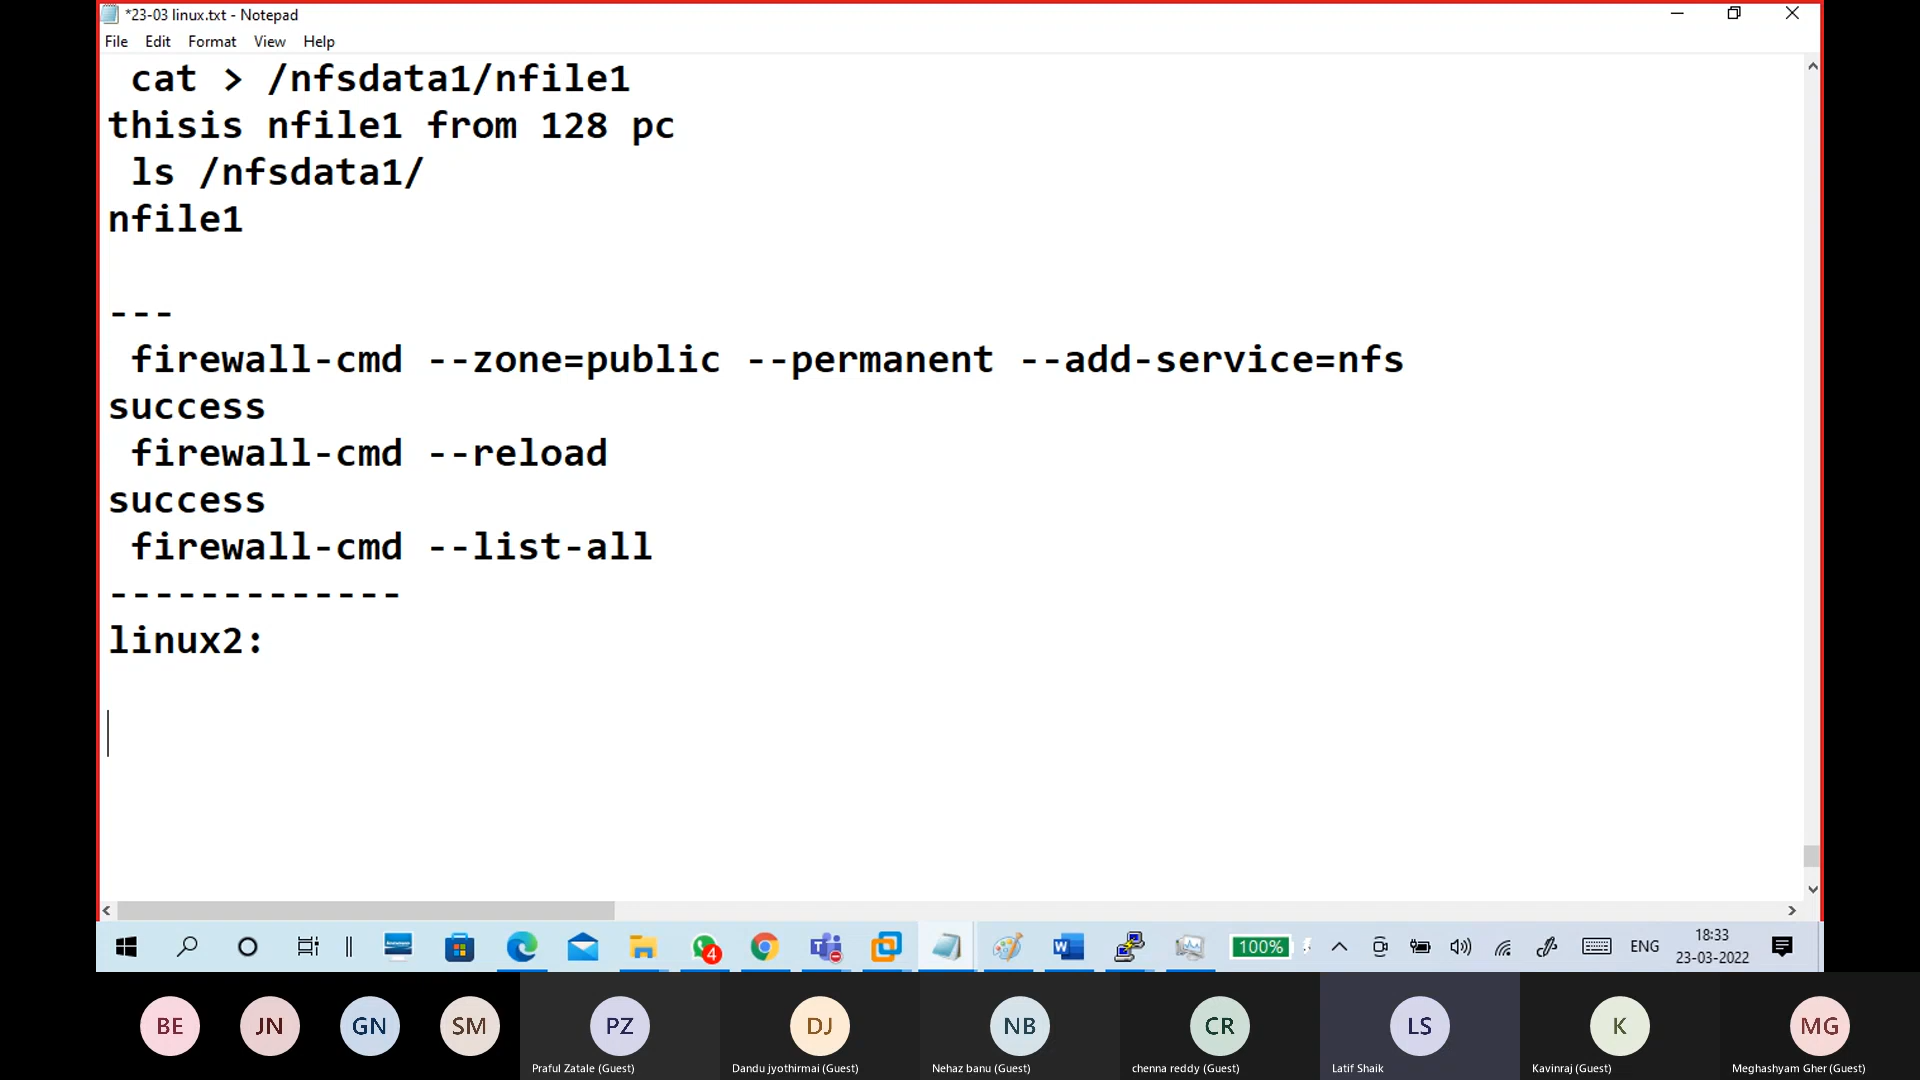 *23-03 linux.txt - Notepad
File Edit Format View Help
cat > /nfsdata1/nfile1
thisis nfile1 from 128 pc
ls /nfsdata1/
nfile1
---
firewall-cmd --zone=public --permanent --add-service=nfs
success
firewall-cmd --reload
success
firewall-cmd --list-all
-------------
linux2:
4
100%
ENG
18:33
23-03-2022
BE JN GN SM PZ DJ NB CR LS K MG
Praful Zatale (Guest) Dandu jyothirmai (Guest) Nehaz banu (Guest) chenna reddy (Guest) Latif Shaik Kavinraj (Guest) Meghashyam Gher (Guest)